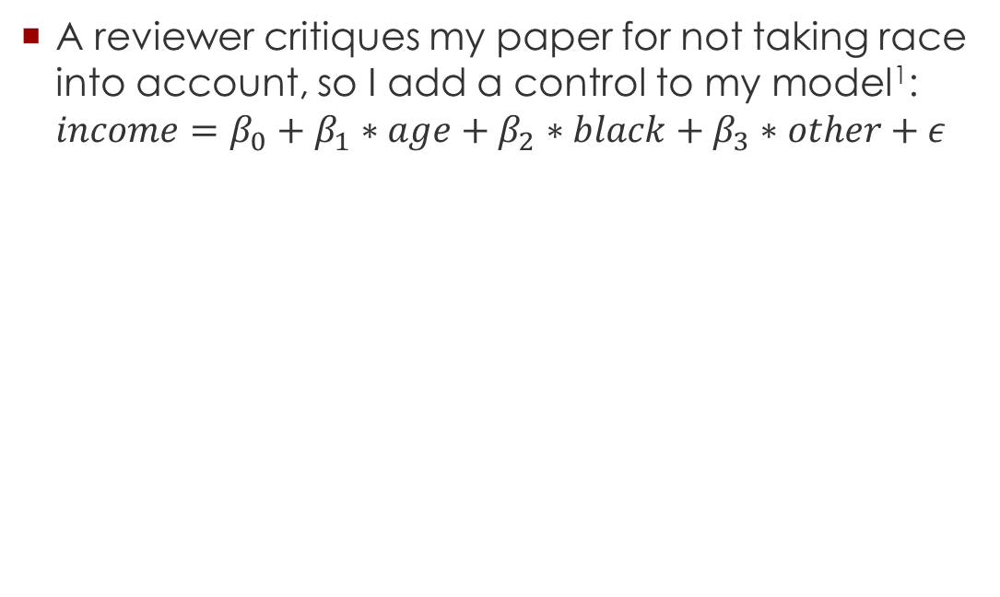 ▪ A reviewer critiques my paper for not taking race
into account, so I add a control to my model¹:
income = β₀ + β₁ * age + β₂ * black + β₃ * other + ϵ